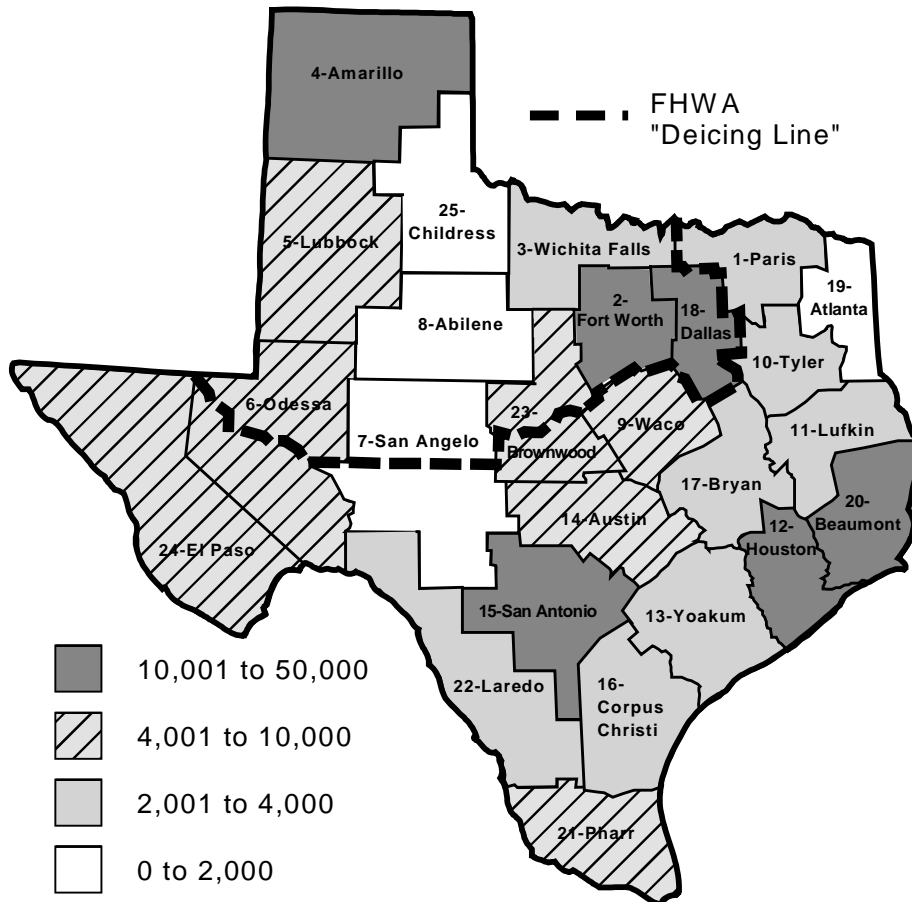 4-Amarillo
FHWA
"Deicing Line"
25-
Childress
5-Lubbock
3-Wichita Falls
1-Paris
19-
Atlanta
2-
Fort Worth
18-
Dallas
8-Abilene
10-Tyler
6-Odessa
23-
Brownwood
9-Waco
7-San Angelo
11-Lufkin
17-Bryan
20-
Beaumont
14-Austin
12-
Houston
24-El Paso
15-San Antonio
13-Yoakum
22-Laredo
16-
Corpus
Christi
21-Pharr
10,001 to 50,000
4,001 to 10,000
2,001 to 4,000
0 to 2,000